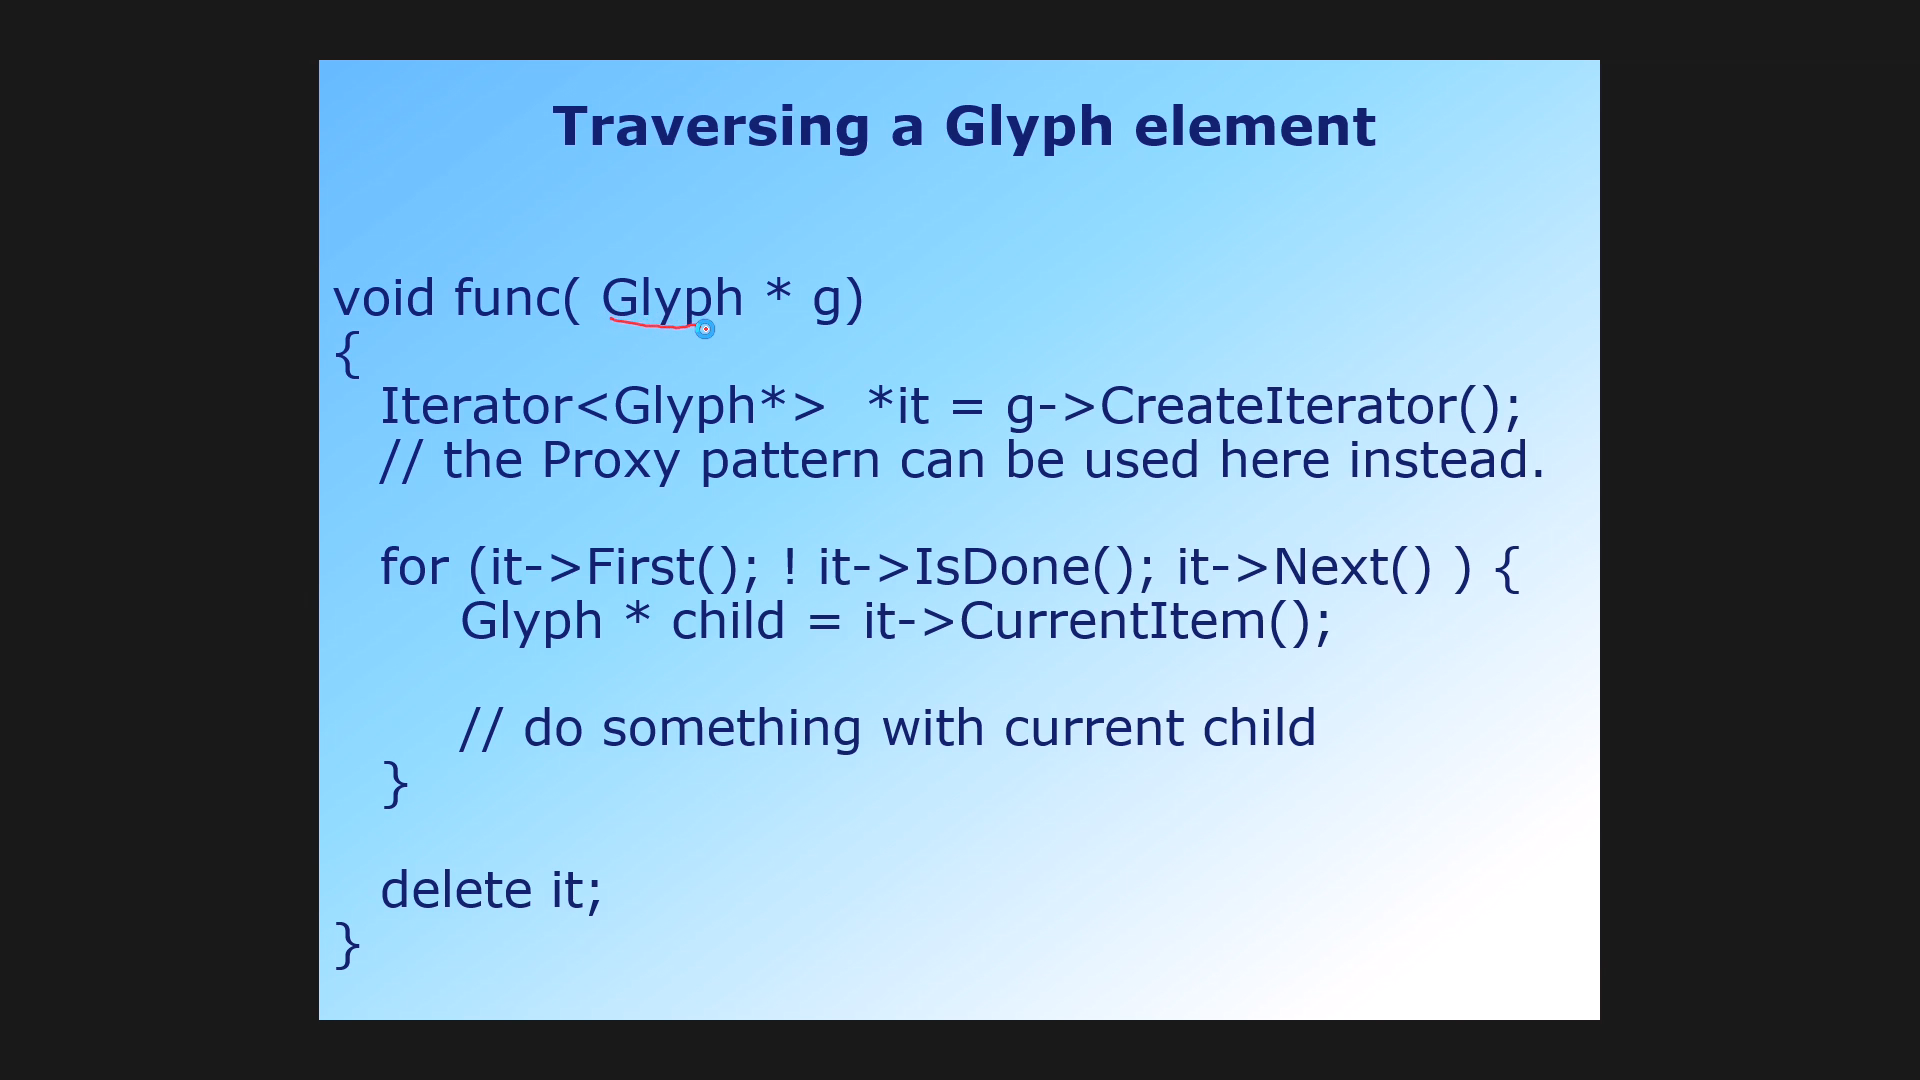 Traversing a Glyph element
void func( Glyph * g)
{
Iterator<Glyph*>  *it = g->CreateIterator();
// the Proxy pattern can be used here instead.
for (it->First(); ! it->IsDone(); it->Next() ) {
Glyph * child = it->CurrentItem();
// do something with current child
}
delete it;
}